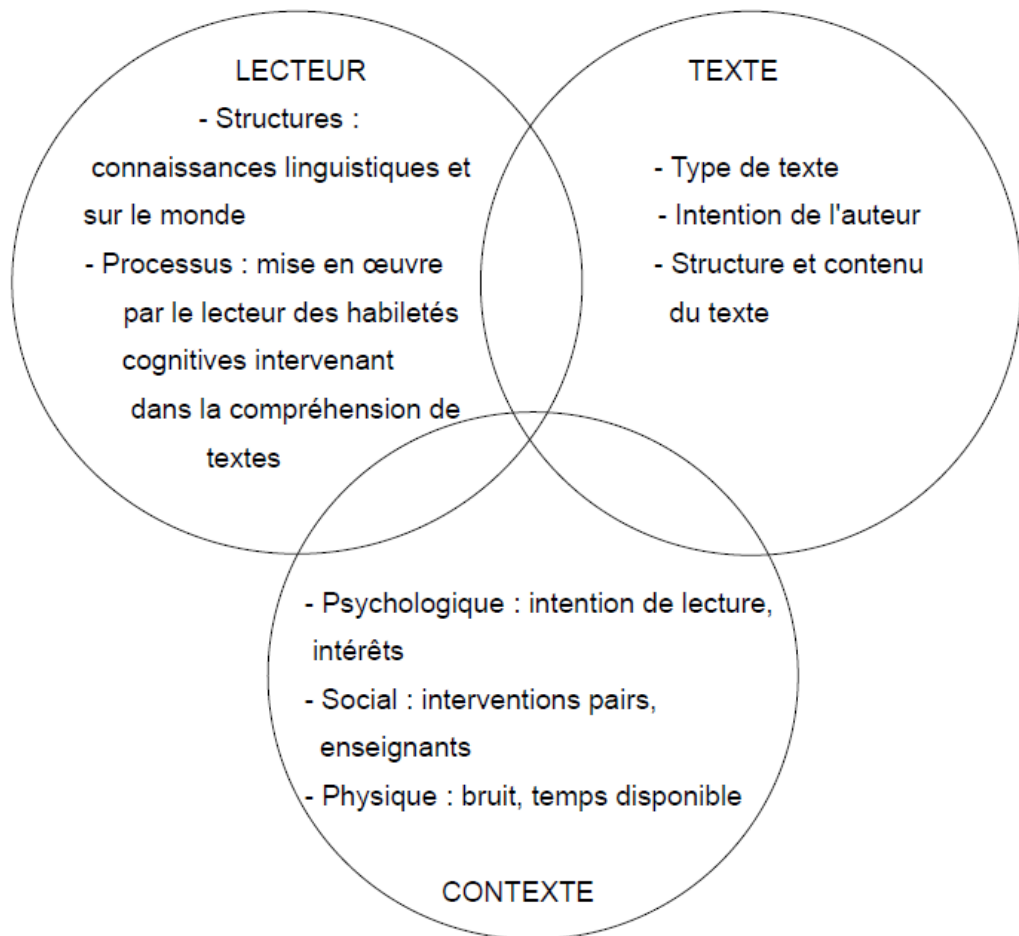 LECTEUR
- Structures :
connaissances linguistiques et
sur le monde
- Processus : mise en œuvre
par le lecteur des habiletés
cognitives intervenant
dans la compréhension de
textes
TEXTE
- Type de texte
- Intention de l'auteur
- Structure et contenu
du texte
- Psychologique : intention de lecture,
intérêts
- Social : interventions pairs,
enseignants
- Physique : bruit, temps disponible
CONTEXTE